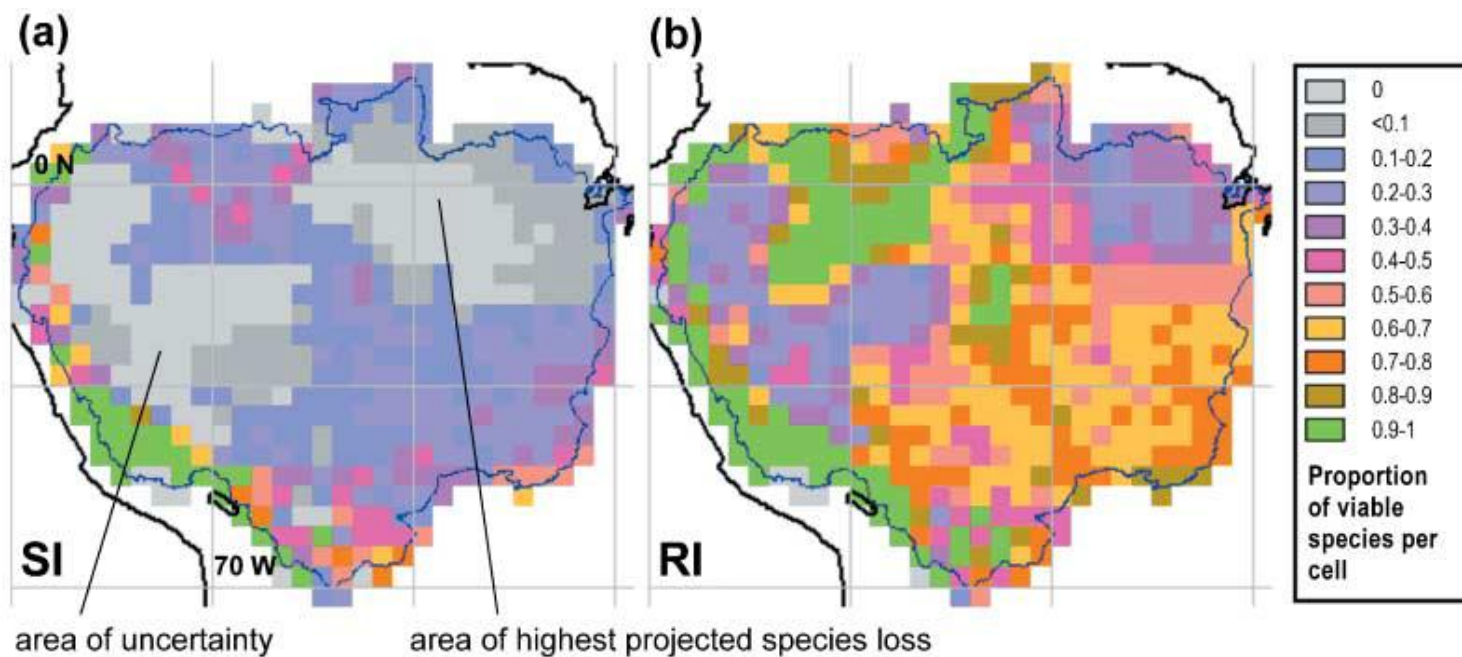 (a)
(b)
0 N
SI
70 W
RI
0
<0.1
0.1-0.2
0.2-0.3
0.3-0.4
0.4-0.5
0.5-0.6
0.6-0.7
0.7-0.8
0.8-0.9
0.9-1
Proportion
of viable
species per
cell
area of uncertainty
area of highest projected species loss